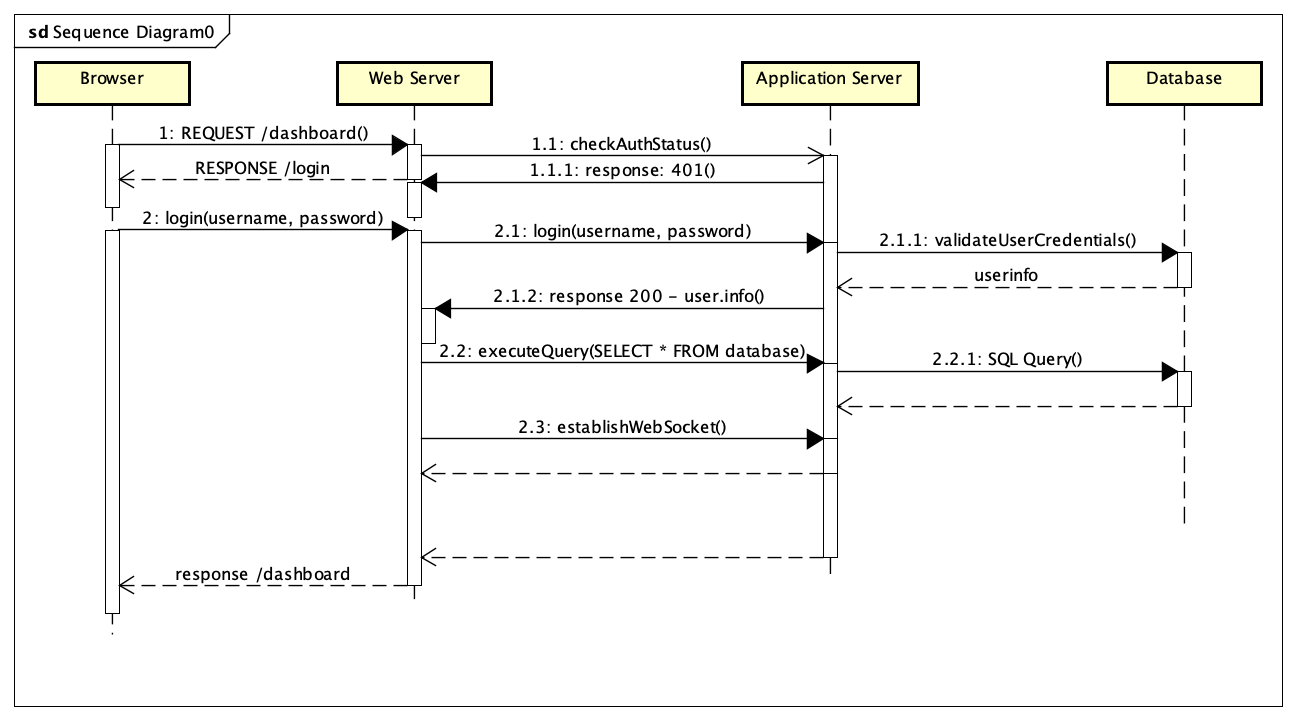 sd Sequence Diagram0
Browser
Web Server
Application Server
Database
1: REQUEST /dashboard()
1.1: checkAuthStatus()
RESPONSE /login
1.1.1: response: 401()
2: login(username, password)
2.1: login(username, password)
2.1.1: validateUserCredentials()
userinfo
2.1.2: response 200 - user.info()
2.2: executeQuery(SELECT * FROM database)
2.2.1: SQL Query()
2.3: establishWebSocket()
response /dashboard